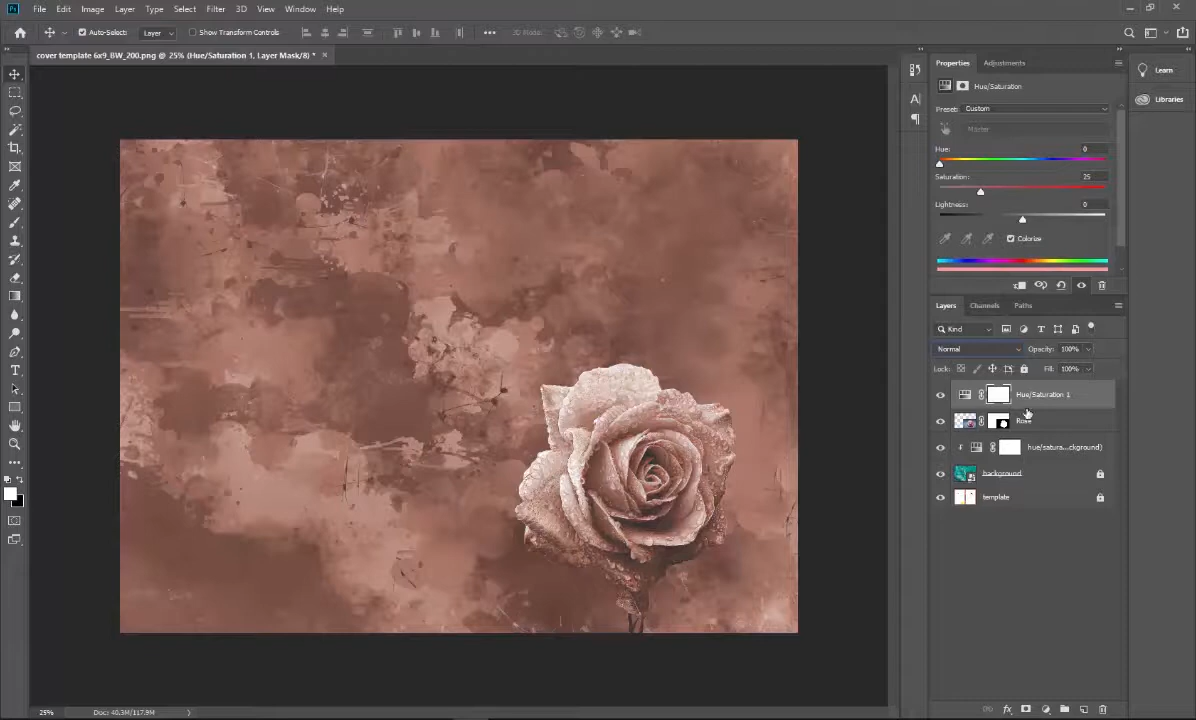 File Edit Image Layer Type Select Filter 3D View Window Help
Auto-Select: Layer Show Transform Controls 3D Mode:
cover template 6x9_BW_200.png @ 25% (Hue/Saturation 1, Layer Mask/8) *
Properties Adjustments
Learn
Hue/Saturation
Libraries
Preset: Custom
Master
Hue: 0
Saturation: 25
Lightness: 0
Colorize
Layers Channels Paths
Kind
Normal Opacity: 100%
Lock: Fill: 100%
Hue/Saturation 1
Rose
hue/satura...ckground)
background
template
25% Doc: 40.3M/117.9M